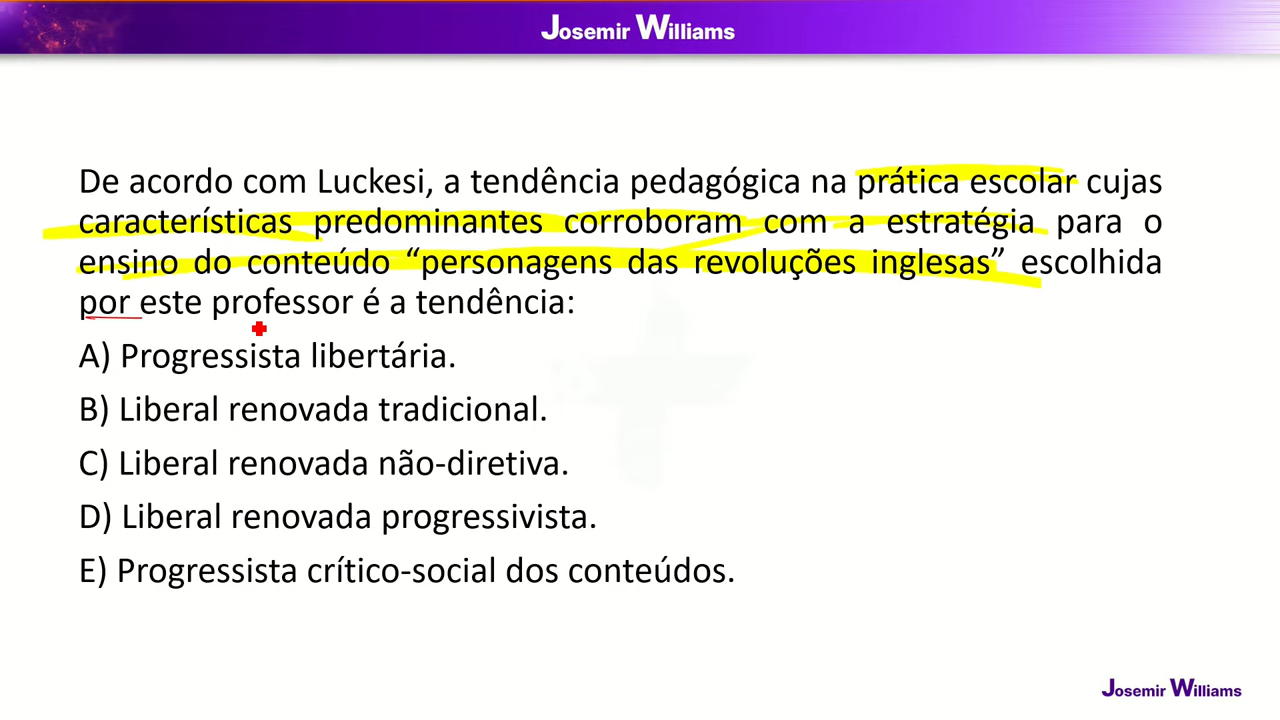 Josemir Williams
De acordo com Luckesi, a tendência pedagógica na prática escolar cujas
características predominantes corroboram com a estratégia para o
ensino do conteúdo “personagens das revoluções inglesas” escolhida
por este professor é a tendência:
A) Progressista libertária.
B) Liberal renovada tradicional.
C) Liberal renovada não-diretiva.
D) Liberal renovada progressivista.
E) Progressista crítico-social dos conteúdos.
Josemir Williams